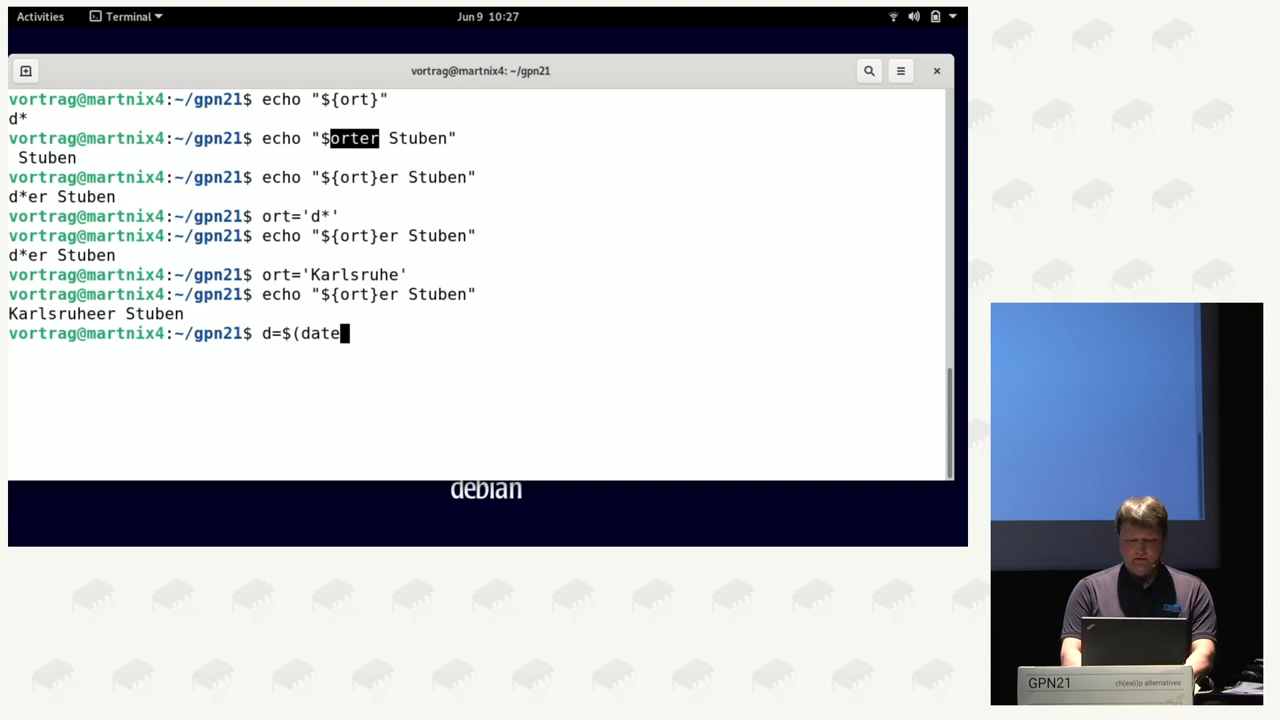 Activities
Terminal
Jun 9 10:27
vortrag@martnix4: ~/gpn21
vortrag@martnix4:~/gpn21$ echo "${ort}"
d*
vortrag@martnix4:~/gpn21$ echo "$orter Stuben"
 Stuben
vortrag@martnix4:~/gpn21$ echo "${ort}er Stuben"
d*er Stuben
vortrag@martnix4:~/gpn21$ ort='d*'
vortrag@martnix4:~/gpn21$ echo "${ort}er Stuben"
d*er Stuben
vortrag@martnix4:~/gpn21$ ort='Karlsruhe'
vortrag@martnix4:~/gpn21$ echo "${ort}er Stuben"
Karlsruheer Stuben
vortrag@martnix4:~/gpn21$ d=$(date
debian
GPN21
ch(ea(i)p alternatives